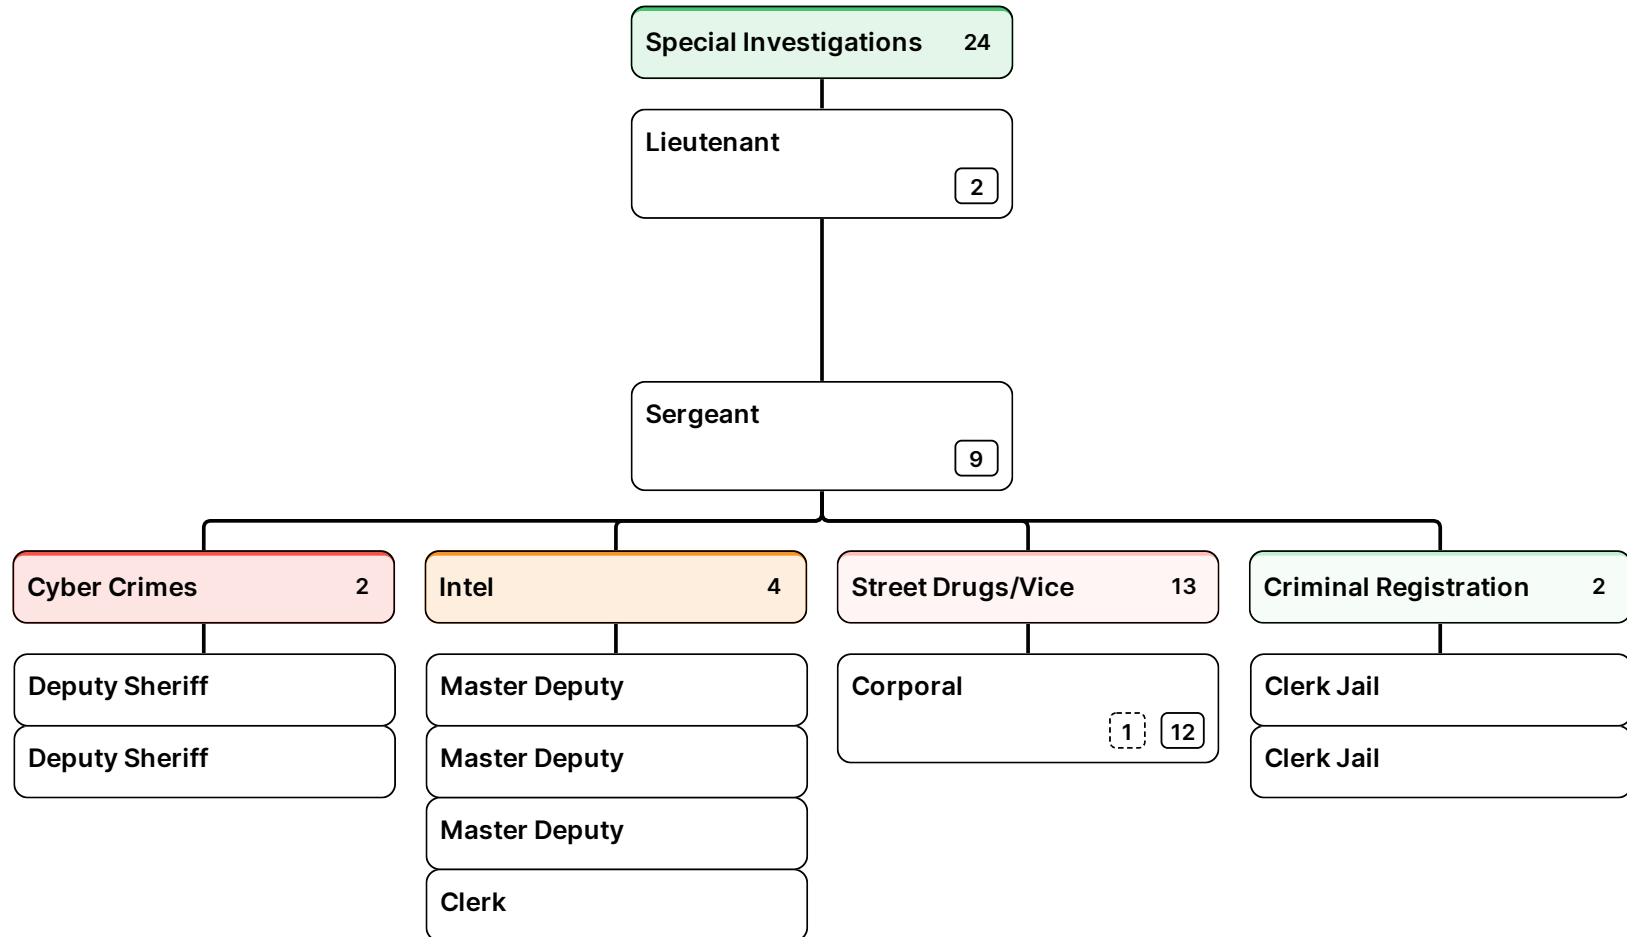 Special Investigations 24
Lieutenant
2
Sergeant
9
Cyber Crimes 2
Deputy Sheriff
Deputy Sheriff
Intel 4
Master Deputy
Master Deputy
Master Deputy
Clerk
Street Drugs/Vice 13
Corporal
1 12
Criminal Registration 2
Clerk Jail
Clerk Jail